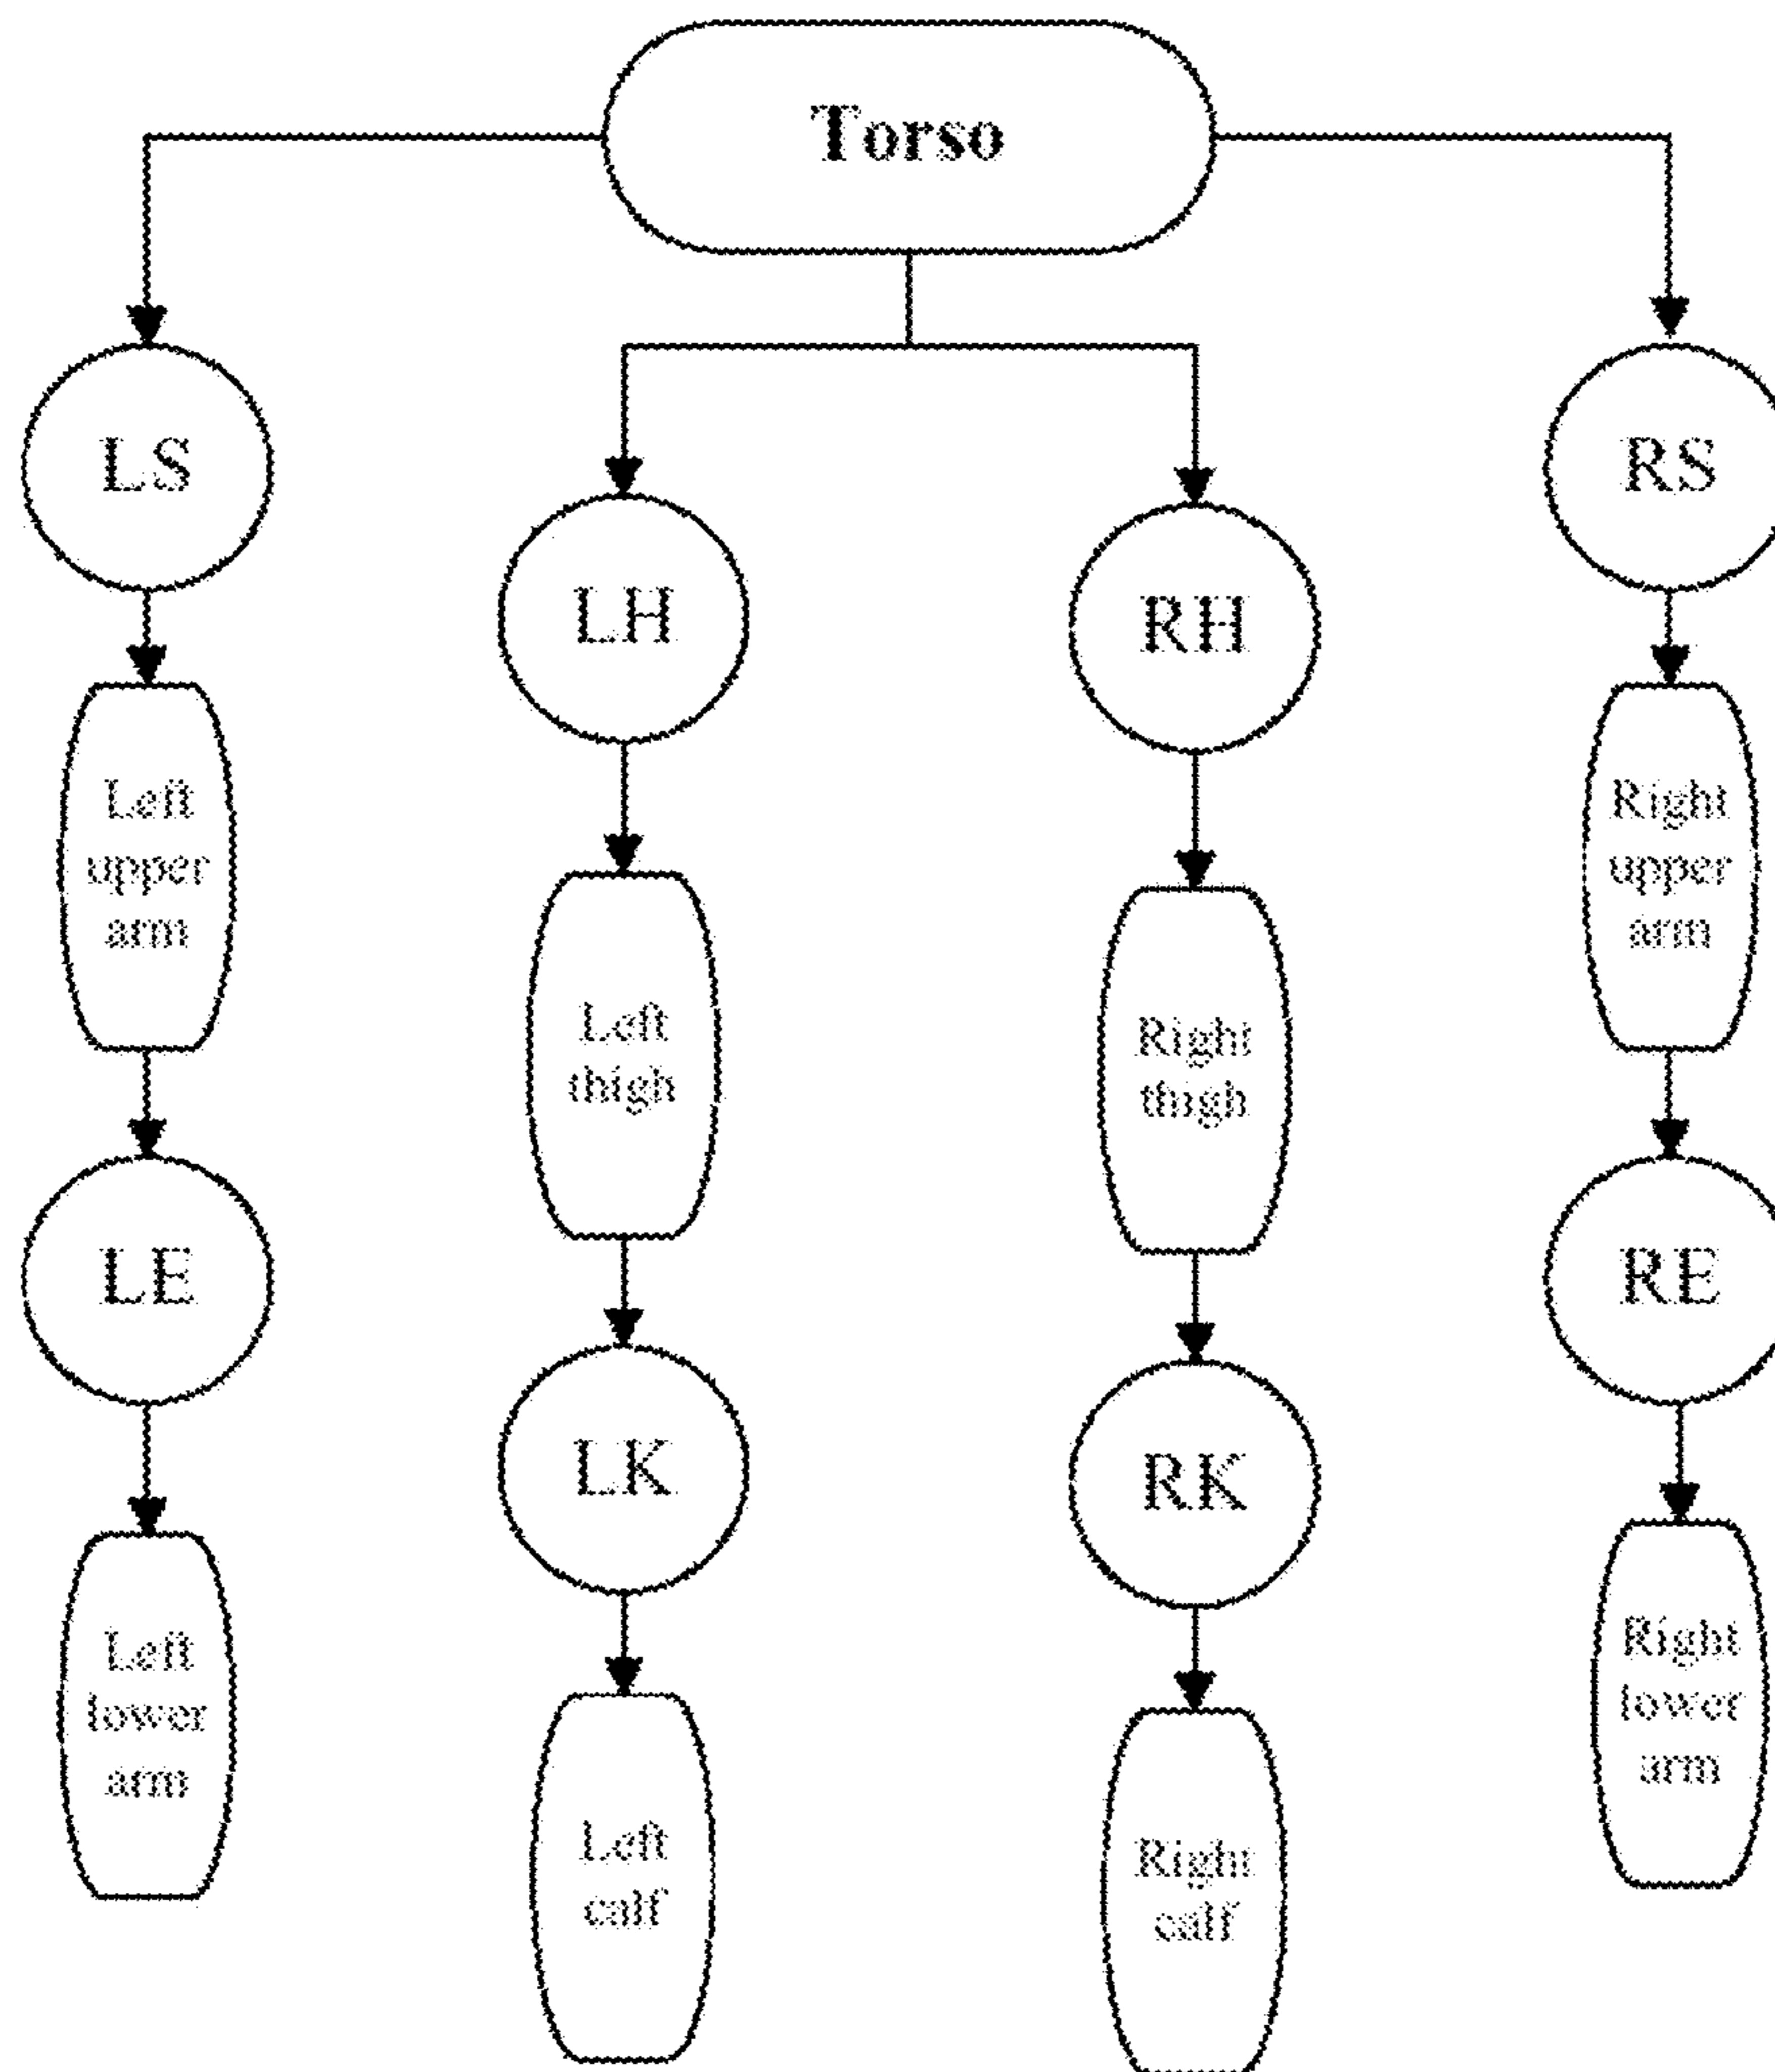 Torso
LS
RS
LH
RH
Left
upper
arm
Right
upper
arm
Left
thigh
Right
thigh
LE
RE
LK
RK
Left
lower
arm
Right
lower
arm
Left
calf
Right
calf